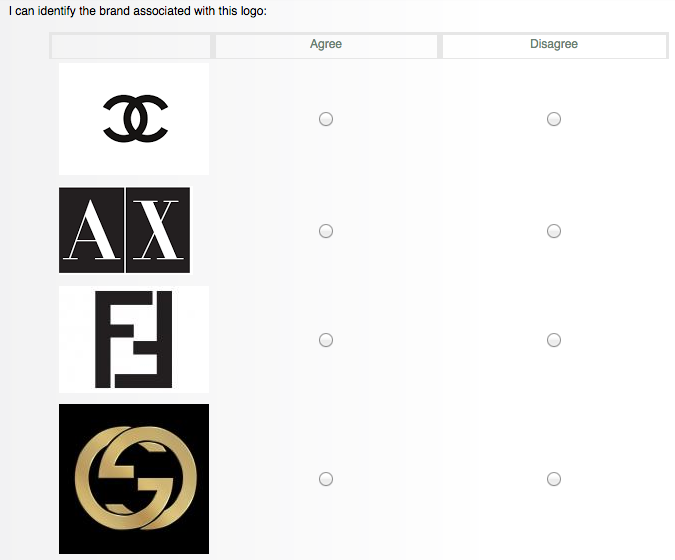 I can identify the brand associated with this logo:
Agree Disagree
AX